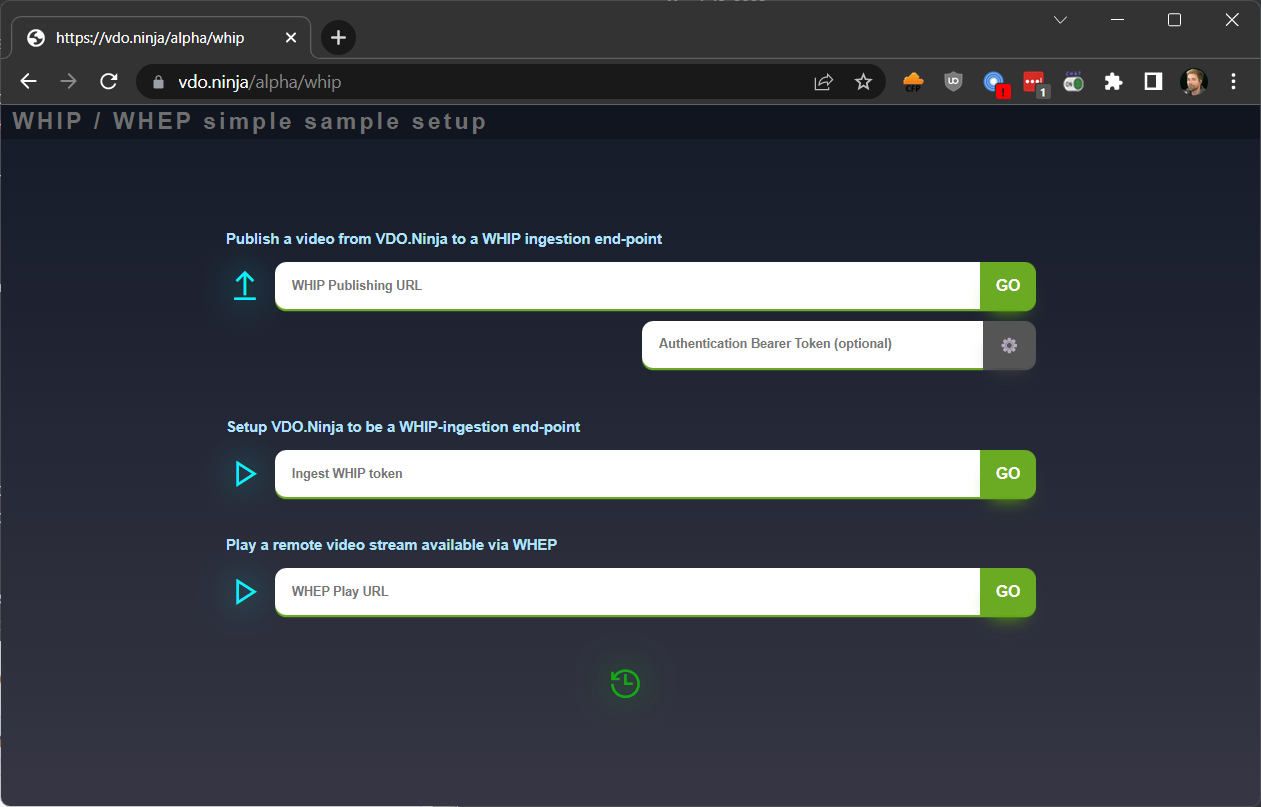 https://vdo.ninja/alpha/whip
vdo.ninja/alpha/whip
CFP
uD
!
1
CHAT
ON
WHIP / WHEP simple sample setup
Publish a video from VDO.Ninja to a WHIP ingestion end-point
WHIP Publishing URL
GO
Authentication Bearer Token (optional)
Setup VDO.Ninja to be a WHIP-ingestion end-point
Ingest WHIP token
GO
Play a remote video stream available via WHEP
WHEP Play URL
GO